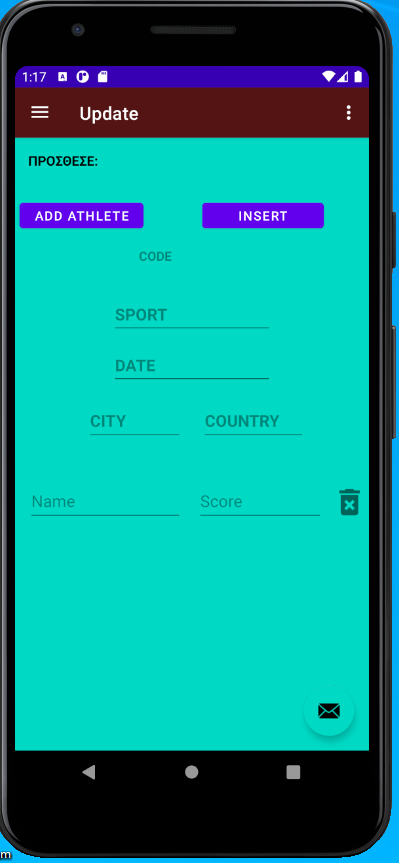 1:17
Update
ΠΡΟΣΘΕΣΕ:
ADD ATHLETE INSERT
CODE
SPORT
DATE
CITY COUNTRY
Name Score
m